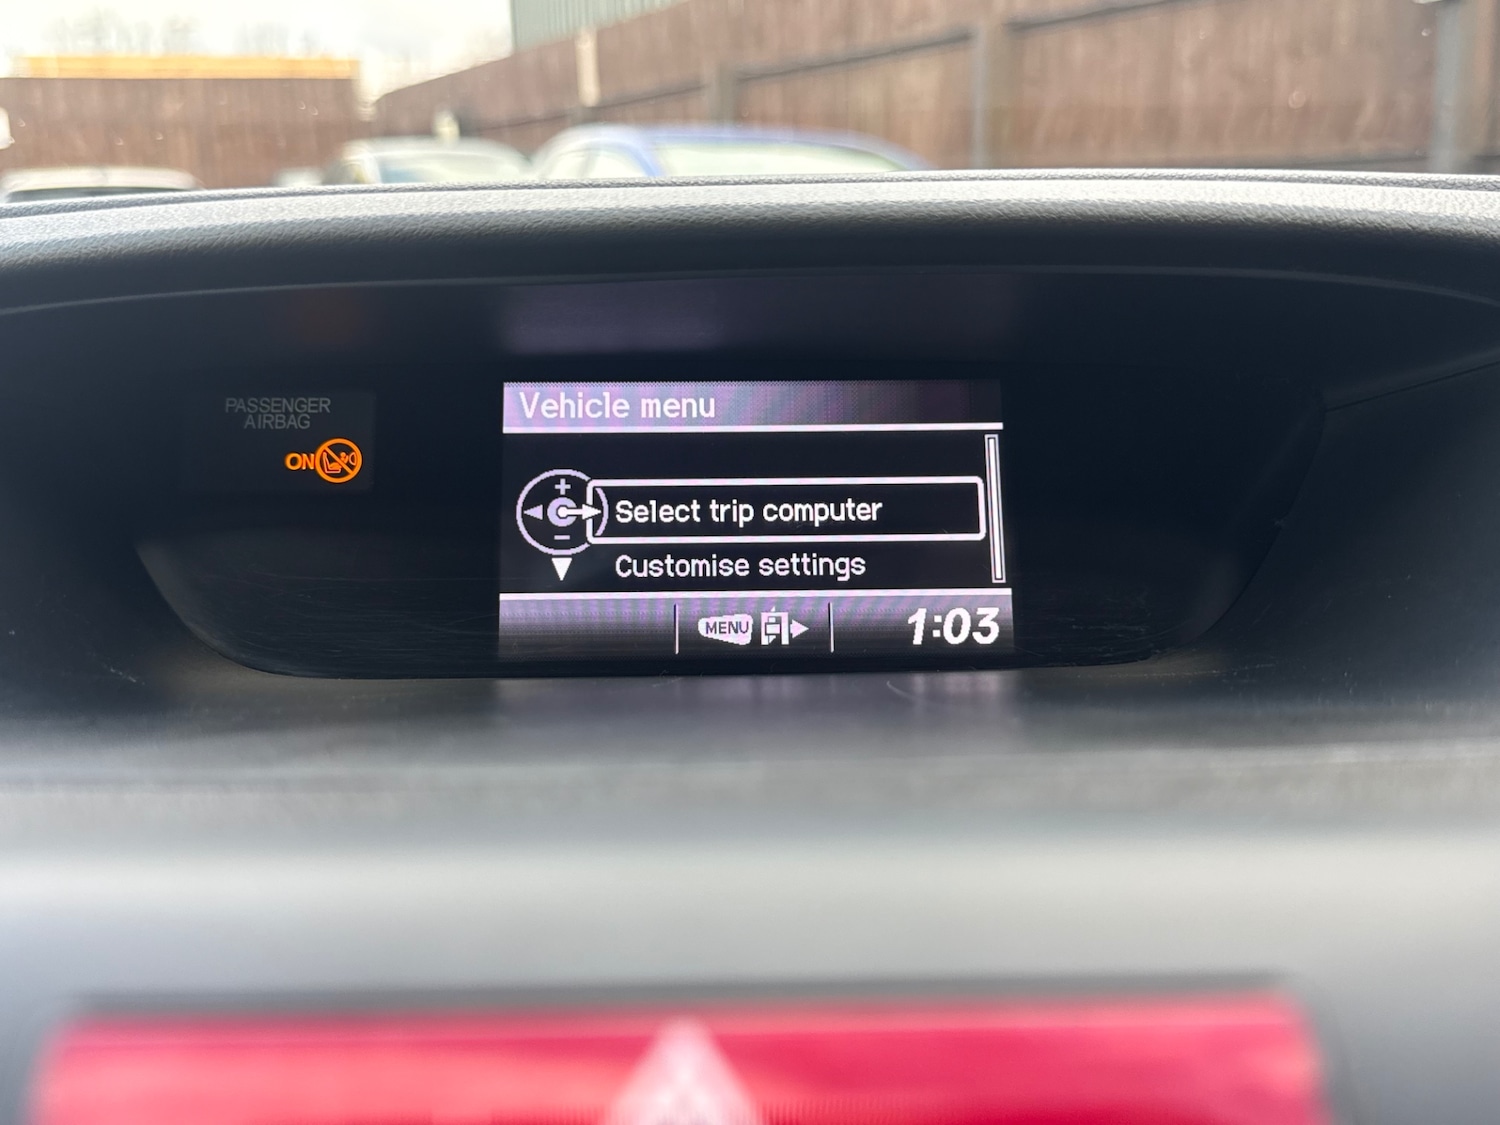 PASSENGER
AIRBAG
ON
Vehicle menu
Select trip computer
Customise settings
MENU
1:03